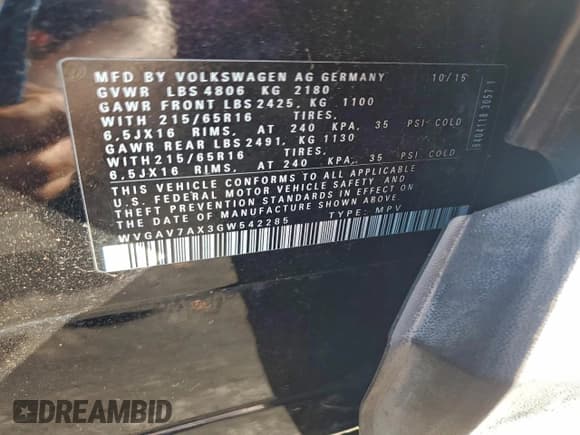 MFD BY VOLKSWAGEN AG GERMANY 10/15
GVWR LBS 4806 KG 2180
GAWR FRONT LBS 2425, KG 1100
WITH 215/65R16 TIRES,
6,5JX16 RIMS, AT 240 KPA, 35 PSI COLD
GAWR REAR LBS 2491, KG 1130
WITH 215/65R16 TIRES,
6,5JX16 RIMS, AT 240 KPA, 35 PSI COLD
THIS VEHICLE CONFORMS TO ALL APPLICABLE
U.S. FEDERAL MOTOR VEHICLE SAFETY AND
THEFT PREVENTION STANDARDS IN EFFECT ON
THE DATE OF MANUFACTURE SHOWN ABOVE
WVGAV7AX3GW542285 TYPE: MPV
DREAMBID